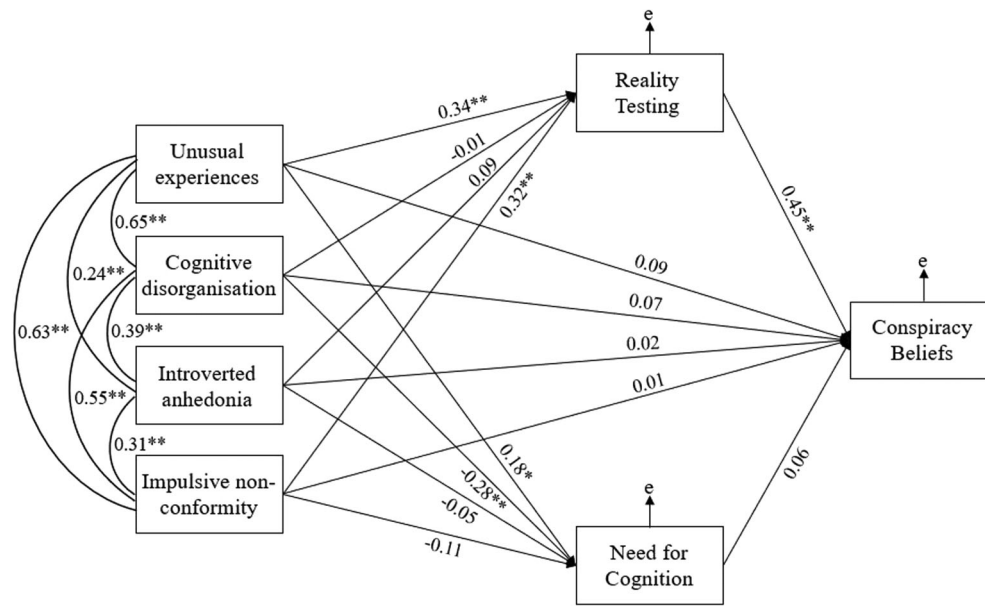 e
Reality
Testing
0.34**
-0.01
0.09
0.32**
Unusual
experiences
0.65**
Cognitive
disorganisation
0.24**
0.63**
0.39**
Introverted
anhedonia
0.55**
0.31**
Impulsive non-
conformity
0.45**
0.09
0.07
0.02
0.01
e
Conspiracy
Beliefs
0.18*
-0.28**
-0.05
-0.11
0.06
e
Need for
Cognition